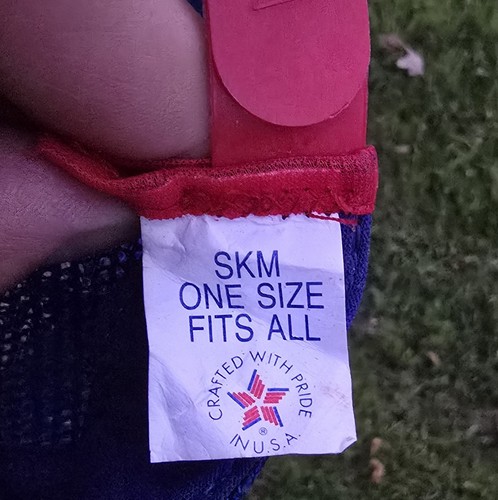 SKM
ONE SIZE
FITS ALL
CRAFTED WITH PRIDE
®
IN U.S.A.